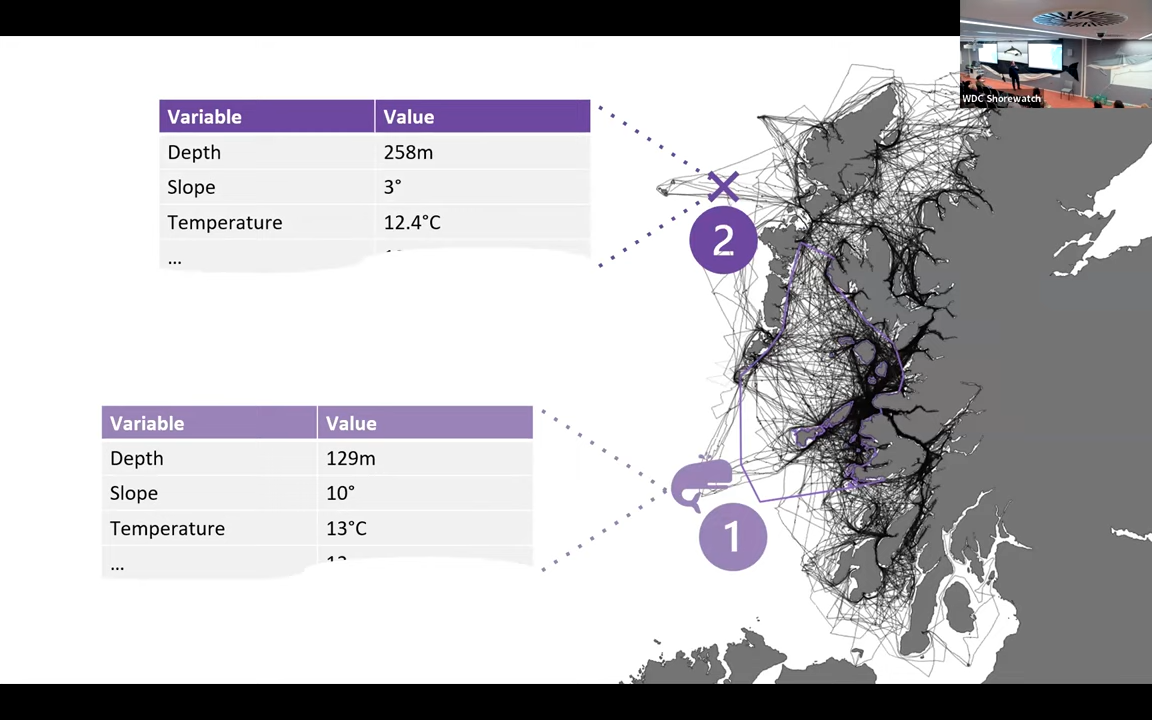 WDC Shorewatch
Variable Value
Depth 258m
Slope 3°
Temperature 12.4°C
...
2
Variable Value
Depth 129m
Slope 10°
Temperature 13°C
...
1